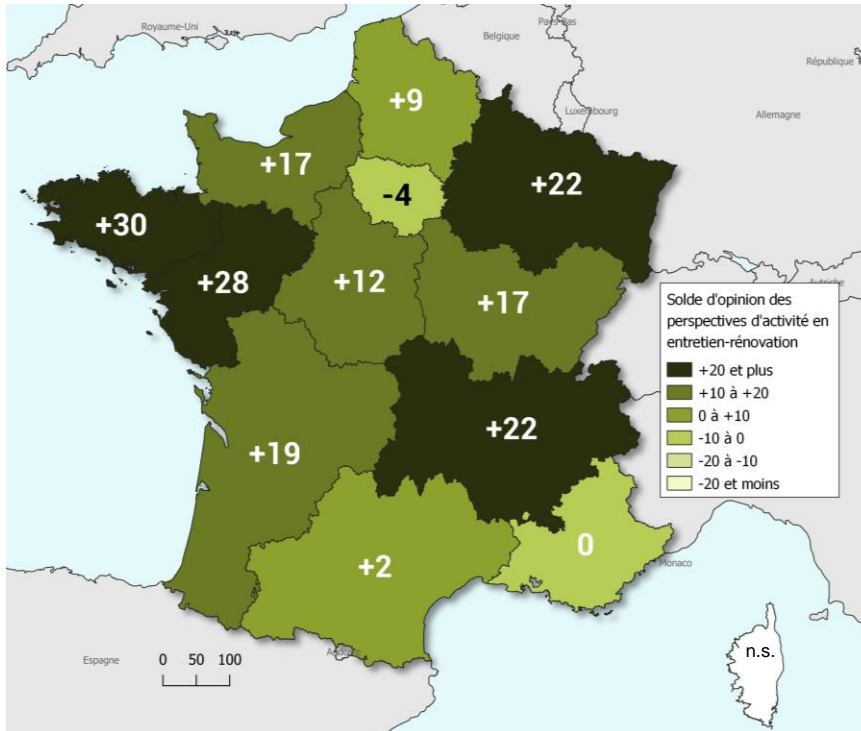 Royaume-Uni
Pays-Bas
Belgique
République
Luxembourg
Allemagne
+9
+17
-4
+22
+30
+28
+12
+17
Autriche
Solde d'opinion des
perspectives d'activité en
entretien-rénovation
+20 et plus
+10 à +20
0 à +10
-10 à 0
-20 à -10
-20 et moins
+22
+19
0
+2
Monaco
Espagne
Andorre
0 50 100
n.s.